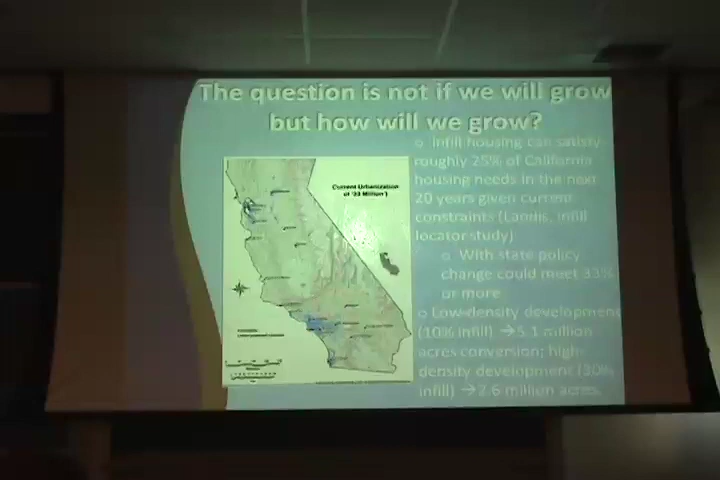 The question is not if we will grow
but how will we grow?
o Infill housing can satisfy
roughly 25% of California
housing needs in the next
20 years given current
constraints (Landis, infill
locator study)
o With state policy
change could meet 33%
or more
o Low-density development
(10% infill) → 5.1 million
acres conversion; high-
density development (30%
infill) → 2.6 million acres
Current Urbanization